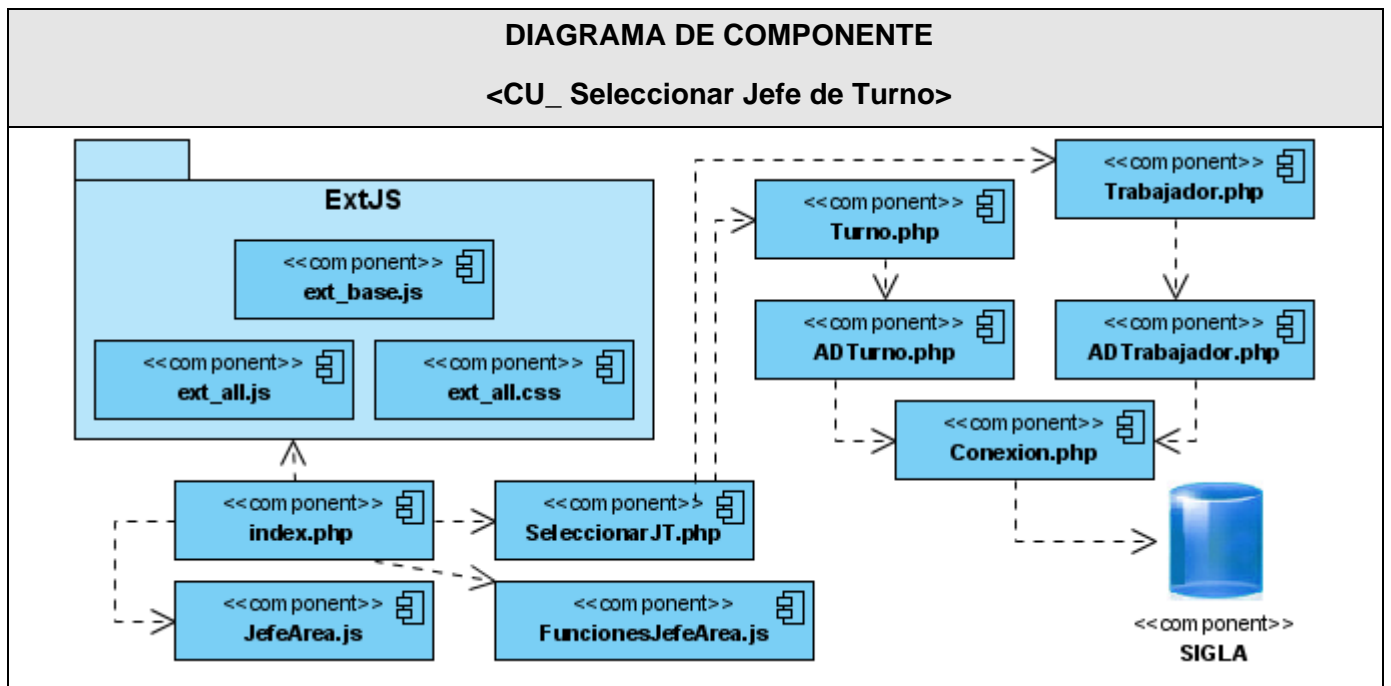 DIAGRAMA DE COMPONENTE
<CU_ Seleccionar Jefe de Turno>
ExtJS
<<component>>
ext_base.js
<<component>>
ext_all.js
<<component>>
ext_all.css
<<component>>
Turno.php
<<component>>
Trabajador.php
<<component>>
ADTurno.php
<<component>>
ADTrabajador.php
<<component>>
Conexion.php
<<component>>
index.php
<<component>>
SeleccionarJT.php
<<component>>
JefeArea.js
<<component>>
FuncionesJefeArea.js
<<component>>
SIGLA